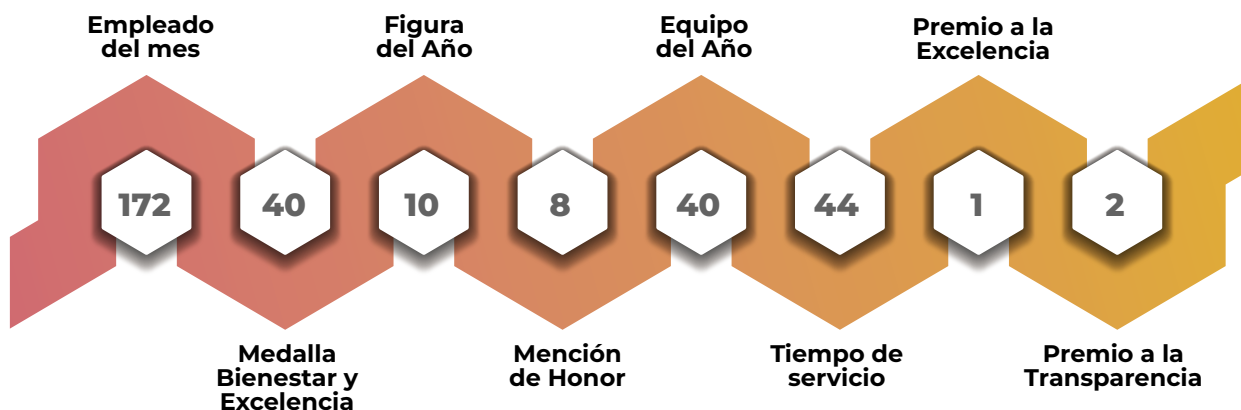 Empleado
del mes
Figura
del Año
Equipo
del Año
Premio a la
Excelencia
172
40
10
8
40
44
1
2
Medalla
Bienestar y
Excelencia
Mención
de Honor
Tiempo de
servicio
Premio a la
Transparencia